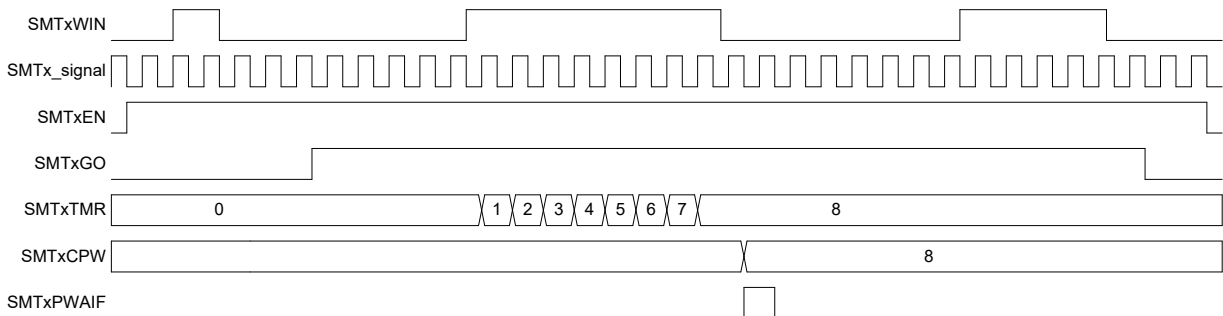 SMTxWIN
SMTx_signal
SMTxEN
SMTxGO
SMTxTMR 0 1 2 3 4 5 6 7 8
SMTxCPW 8
SMTxPWAIF